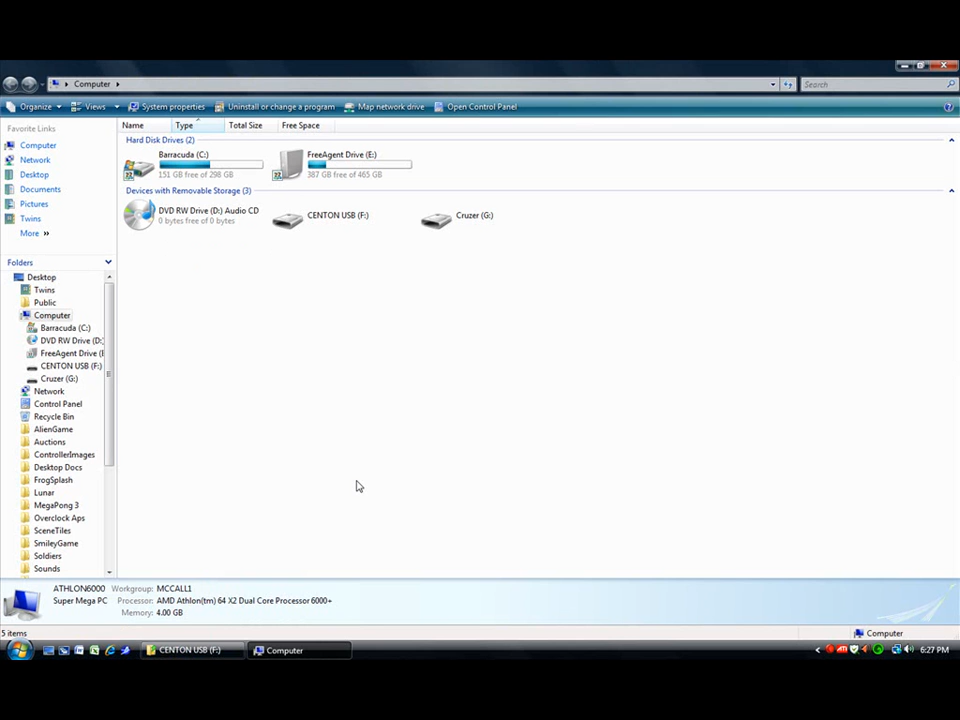 Computer
Search
Organize Views System properties Uninstall or change a program Map network drive Open Control Panel
Favorite Links
Computer
Network
Desktop
Documents
Pictures
Twins
More »
Folders
Desktop
Twins
Public
Computer
Barracuda (C:)
DVD RW Drive (D:
FreeAgent Drive (E
CENTON USB (F:)
Cruzer (G:)
Network
Control Panel
Recycle Bin
AlienGame
Auctions
ControllerImages
Desktop Docs
FrogSplash
Lunar
MegaPong 3
Overclock Aps
SceneTiles
SmileyGame
Soldiers
Sounds
Name Type Total Size Free Space
Hard Disk Drives (2)
Barracuda (C:)
151 GB free of 298 GB
FreeAgent Drive (E:)
387 GB free of 465 GB
Devices with Removable Storage (3)
DVD RW Drive (D:) Audio CD
0 bytes free of 0 bytes
CENTON USB (F:)
Cruzer (G:)
ATHLON6000 Workgroup: MCCALL1
Super Mega PC Processor: AMD Athlon(tm) 64 X2 Dual Core Processor 6000+
Memory: 4.00 GB
5 items
Computer
CENTON USB (F:)
Computer
6:27 PM